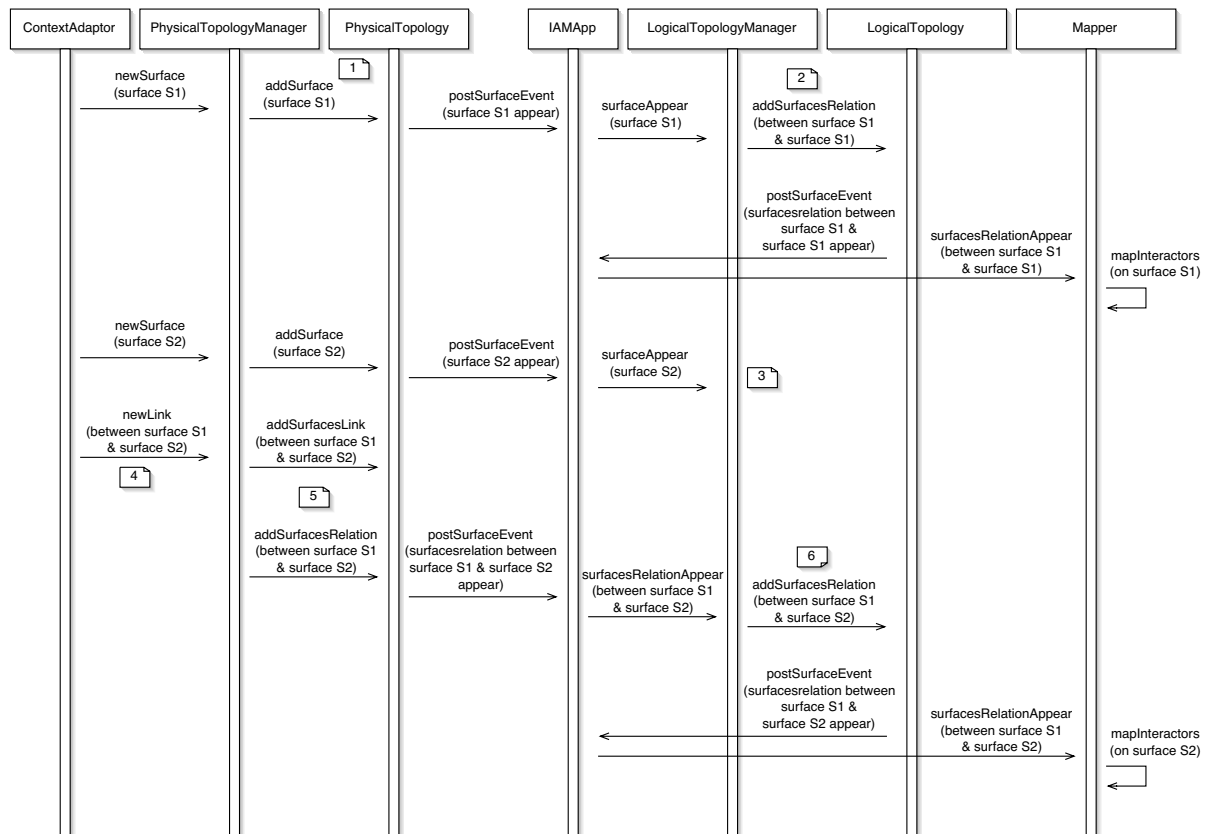 ContextAdaptor
PhysicalTopologyManager
PhysicalTopology
IAMApp
LogicalTopologyManager
LogicalTopology
Mapper
1
2
newSurface
(surface S1)
addSurface
(surface S1)
postSurfaceEvent
(surface S1 appear)
surfaceAppear
(surface S1)
addSurfacesRelation
(between surface S1
& surface S1)
postSurfaceEvent
(surfacesrelation between
surface S1 &
surface S1 appear)
surfacesRelationAppear
(between surface S1
& surface S1)
mapInteractors
(on surface S1)
newSurface
(surface S2)
addSurface
(surface S2)
postSurfaceEvent
(surface S2 appear)
surfaceAppear
(surface S2)
3
newLink
(between surface S1
& surface S2)
4
addSurfacesLink
(between surface S1
& surface S2)
5
addSurfacesRelation
(between surface S1
& surface S2)
postSurfaceEvent
(surfacesrelation between
surface S1 & surface S2
appear)
surfacesRelationAppear
(between surface S1
& surface S2)
6
addSurfacesRelation
(between surface S1
& surface S2)
postSurfaceEvent
(surfacesrelation between
surface S1 &
surface S2 appear)
surfacesRelationAppear
(between surface S1
& surface S2)
mapInteractors
(on surface S2)